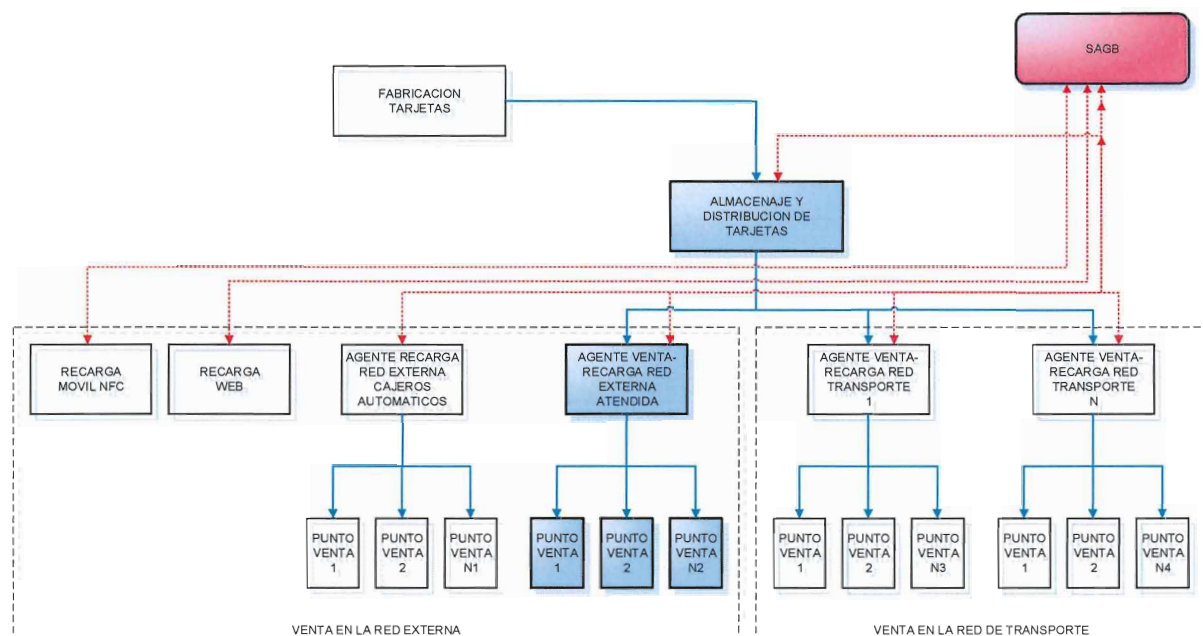 SAGB
FABRICACION
TARJETAS
ALMACENAJE Y
DISTRIBUCION DE
TARJETAS
RECARGA
MOVIL NFC
RECARGA
WEB
AGENTE RECARGA
RED EXTERNA
CAJEROS
AUTOMATICOS
AGENTE VENTA-
RECARGA RED
EXTERNA
ATENDIDA
AGENTE VENTA-
RECARGA RED
TRANSPORTE
1
AGENTE VENTA-
RECARGA RED
TRANSPORTE
N
PUNTO
VENTA
1
PUNTO
VENTA
2
PUNTO
VENTA
N1
PUNTO
VENTA
1
PUNTO
VENTA
2
PUNTO
VENTA
N2
PUNTO
VENTA
1
PUNTO
VENTA
2
PUNTO
VENTA
N3
PUNTO
VENTA
1
PUNTO
VENTA
2
PUNTO
VENTA
N4
VENTA EN LA RED EXTERNA
VENTA EN LA RED DE TRANSPORTE